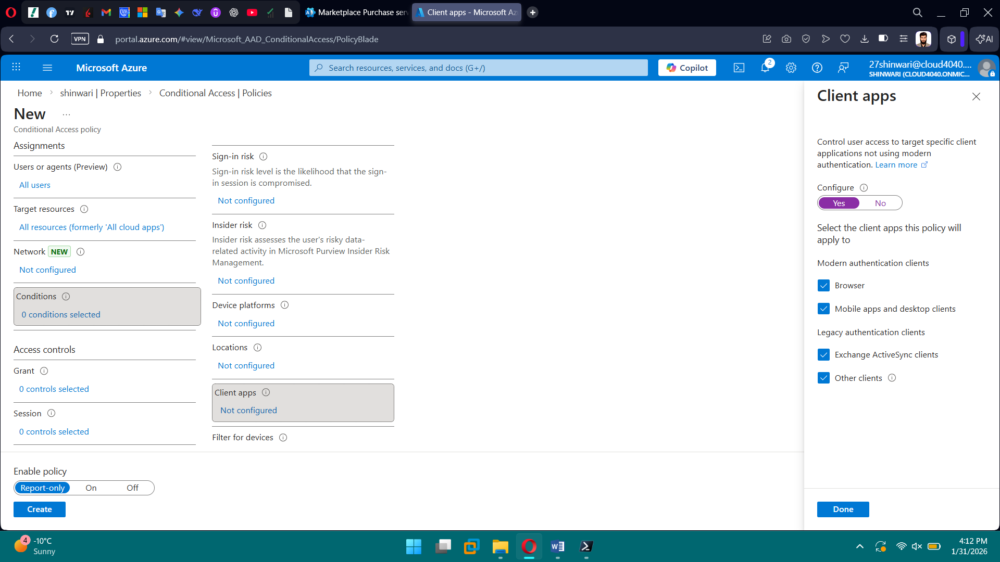 Marketplace Purchase ser
Client apps - Microsoft Az
VPN
portal.azure.com/#view/Microsoft_AAD_ConditionalAccess/PolicyBlade
AI
Microsoft Azure
Search resources, services, and docs (G+/)
Copilot
2
27shinwari@cloud4040....
SHINWARI (CLOUD4040.ONMIC...
Home > shinwari | Properties > Conditional Access | Policies
New ...
Conditional Access policy
Assignments
Users or agents (Preview)
All users
Target resources
All resources (formerly 'All cloud apps')
Network NEW
Not configured
Conditions
0 conditions selected
Access controls
Grant
0 controls selected
Session
0 controls selected
Sign-in risk
Sign-in risk level is the likelihood that the sign-
in session is compromised.
Not configured
Insider risk
Insider risk assesses the user's risky data-
related activity in Microsoft Purview Insider Risk
Management.
Not configured
Device platforms
Not configured
Locations
Not configured
Client apps
Not configured
Filter for devices
Enable policy
Report-only On Off
Create
Client apps
Control user access to target specific client
applications not using modern
authentication. Learn more
Configure
Yes No
Select the client apps this policy will
apply to
Modern authentication clients
Browser
Mobile apps and desktop clients
Legacy authentication clients
Exchange ActiveSync clients
Other clients
Done
4
-10°C
Sunny
4:12 PM
1/31/2026